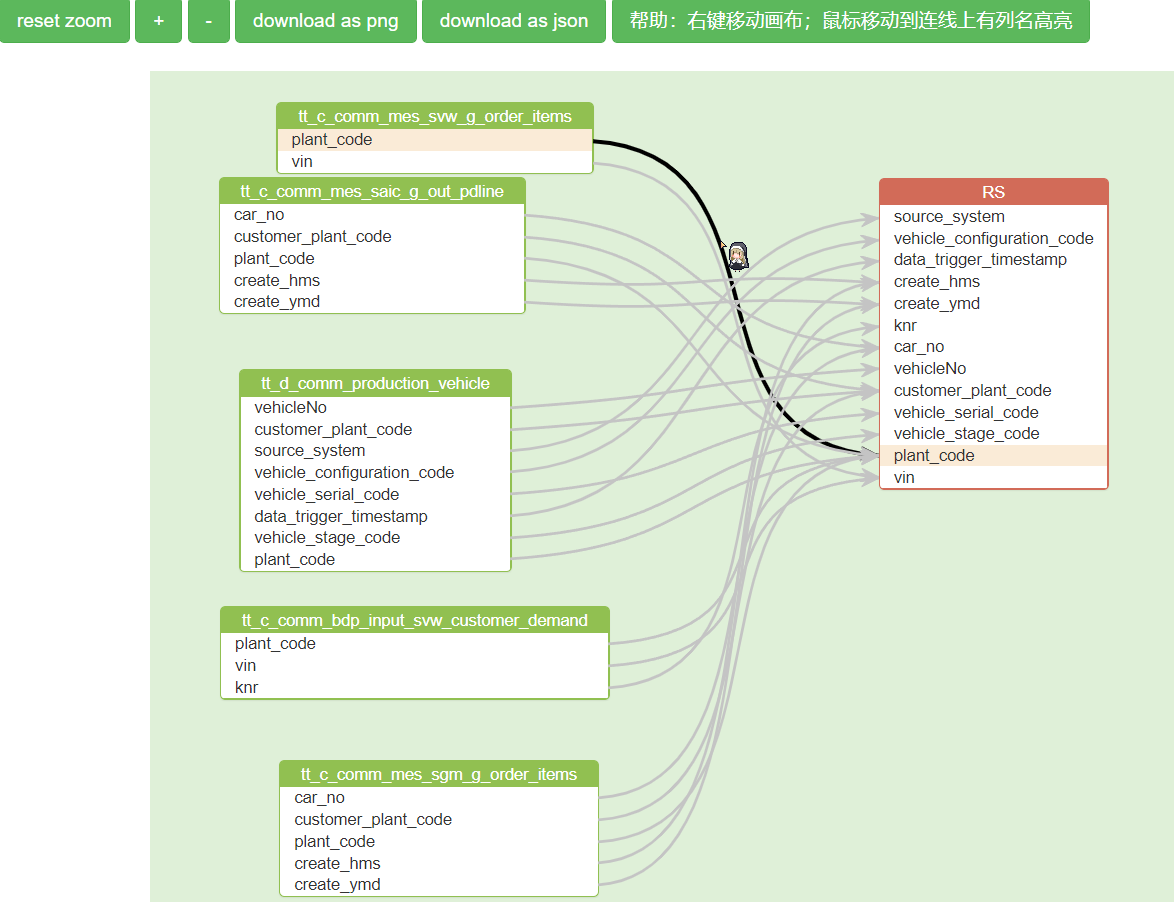 reset zoom
+
-
download as png
download as json
帮助：右键移动画布；鼠标移动到连线上有列名高亮
tt_c_comm_mes_svw_g_order_items
plant_code
vin
tt_c_comm_mes_saic_g_out_pdline
car_no
customer_plant_code
plant_code
create_hms
create_ymd
tt_d_comm_production_vehicle
vehicleNo
customer_plant_code
source_system
vehicle_configuration_code
vehicle_serial_code
data_trigger_timestamp
vehicle_stage_code
plant_code
tt_c_comm_bdp_input_svw_customer_demand
plant_code
vin
knr
tt_c_comm_mes_sgm_g_order_items
car_no
customer_plant_code
plant_code
create_hms
create_ymd
RS
source_system
vehicle_configuration_code
data_trigger_timestamp
create_hms
create_ymd
knr
car_no
vehicleNo
customer_plant_code
vehicle_serial_code
vehicle_stage_code
plant_code
vin